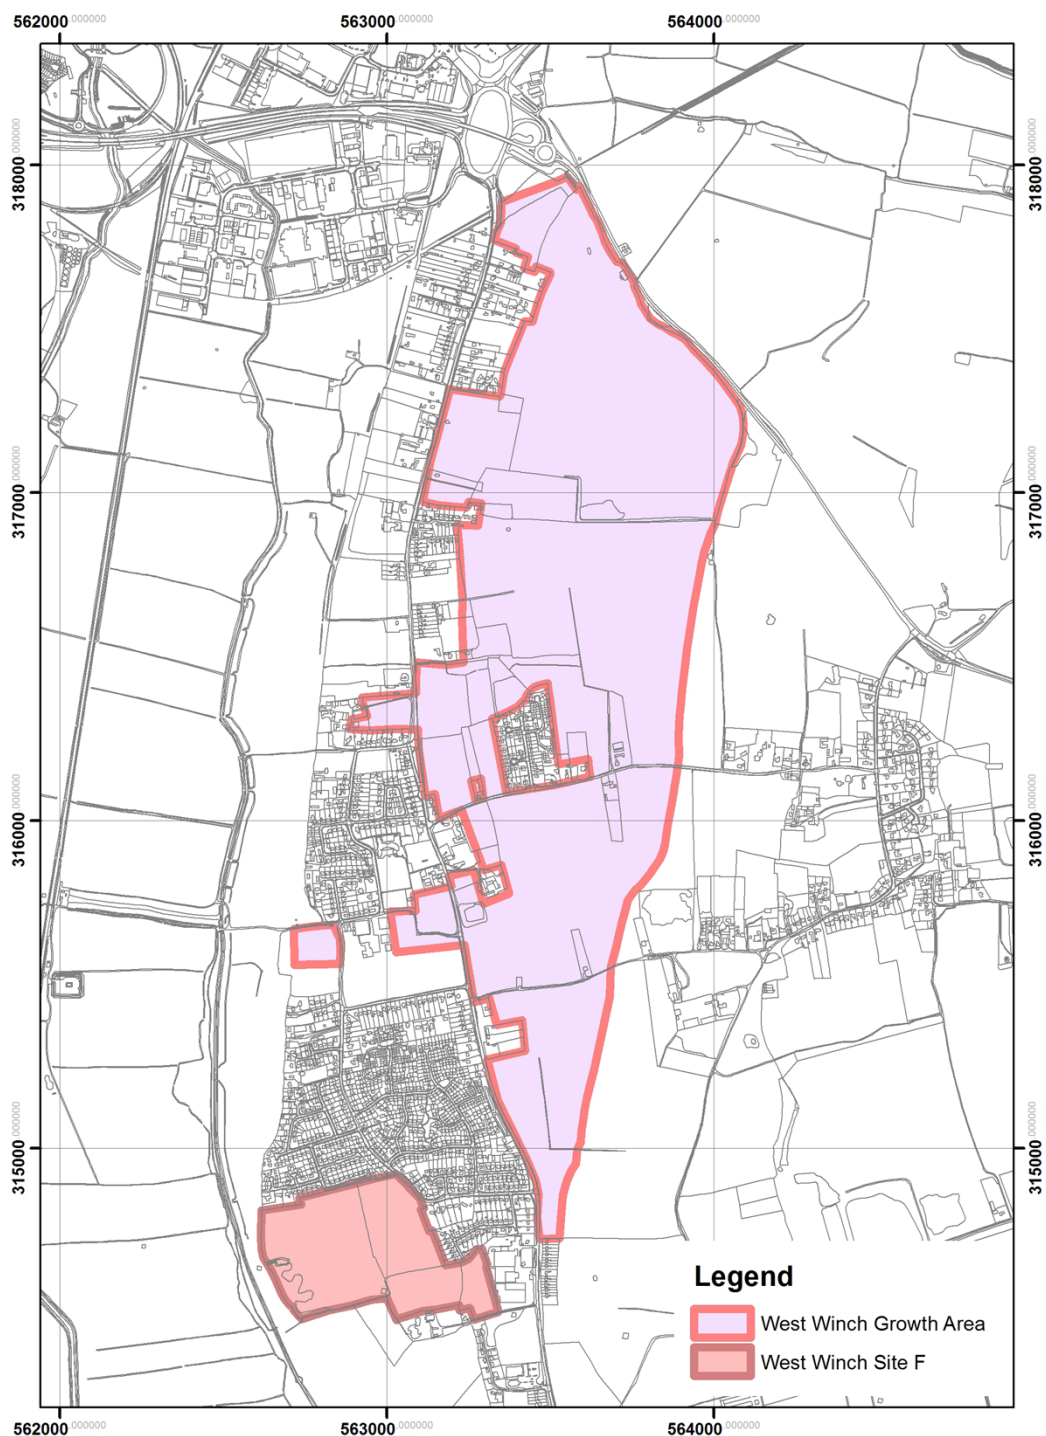 562000.000000 563000.000000 564000.000000
318000.000000 318000.000000
317000.000000 317000.000000
316000.000000 316000.000000
315000.000000 315000.000000
Legend
West Winch Growth Area
West Winch Site F
562000.000000 563000.000000 564000.000000